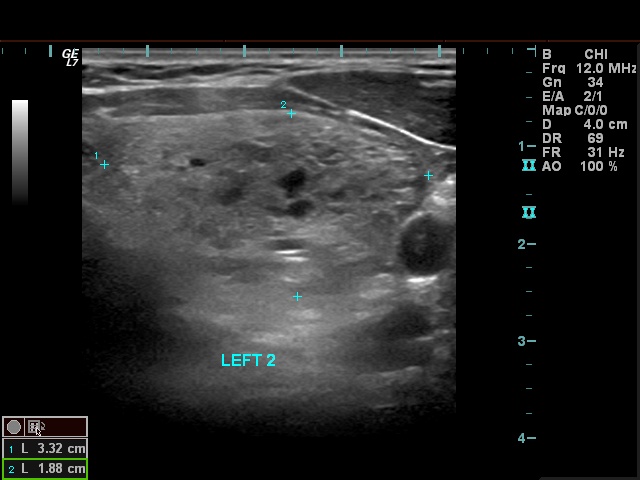 GE
L7
B CHI
Frq 12.0 MHz
Gn 34
E/A 2/1
Map C/0/0
D 4.0 cm
DR 69
FR 31 Hz
AO 100 %
2
1
1
2
3
4
LEFT 2
1 L 3.32 cm
2 L 1.88 cm